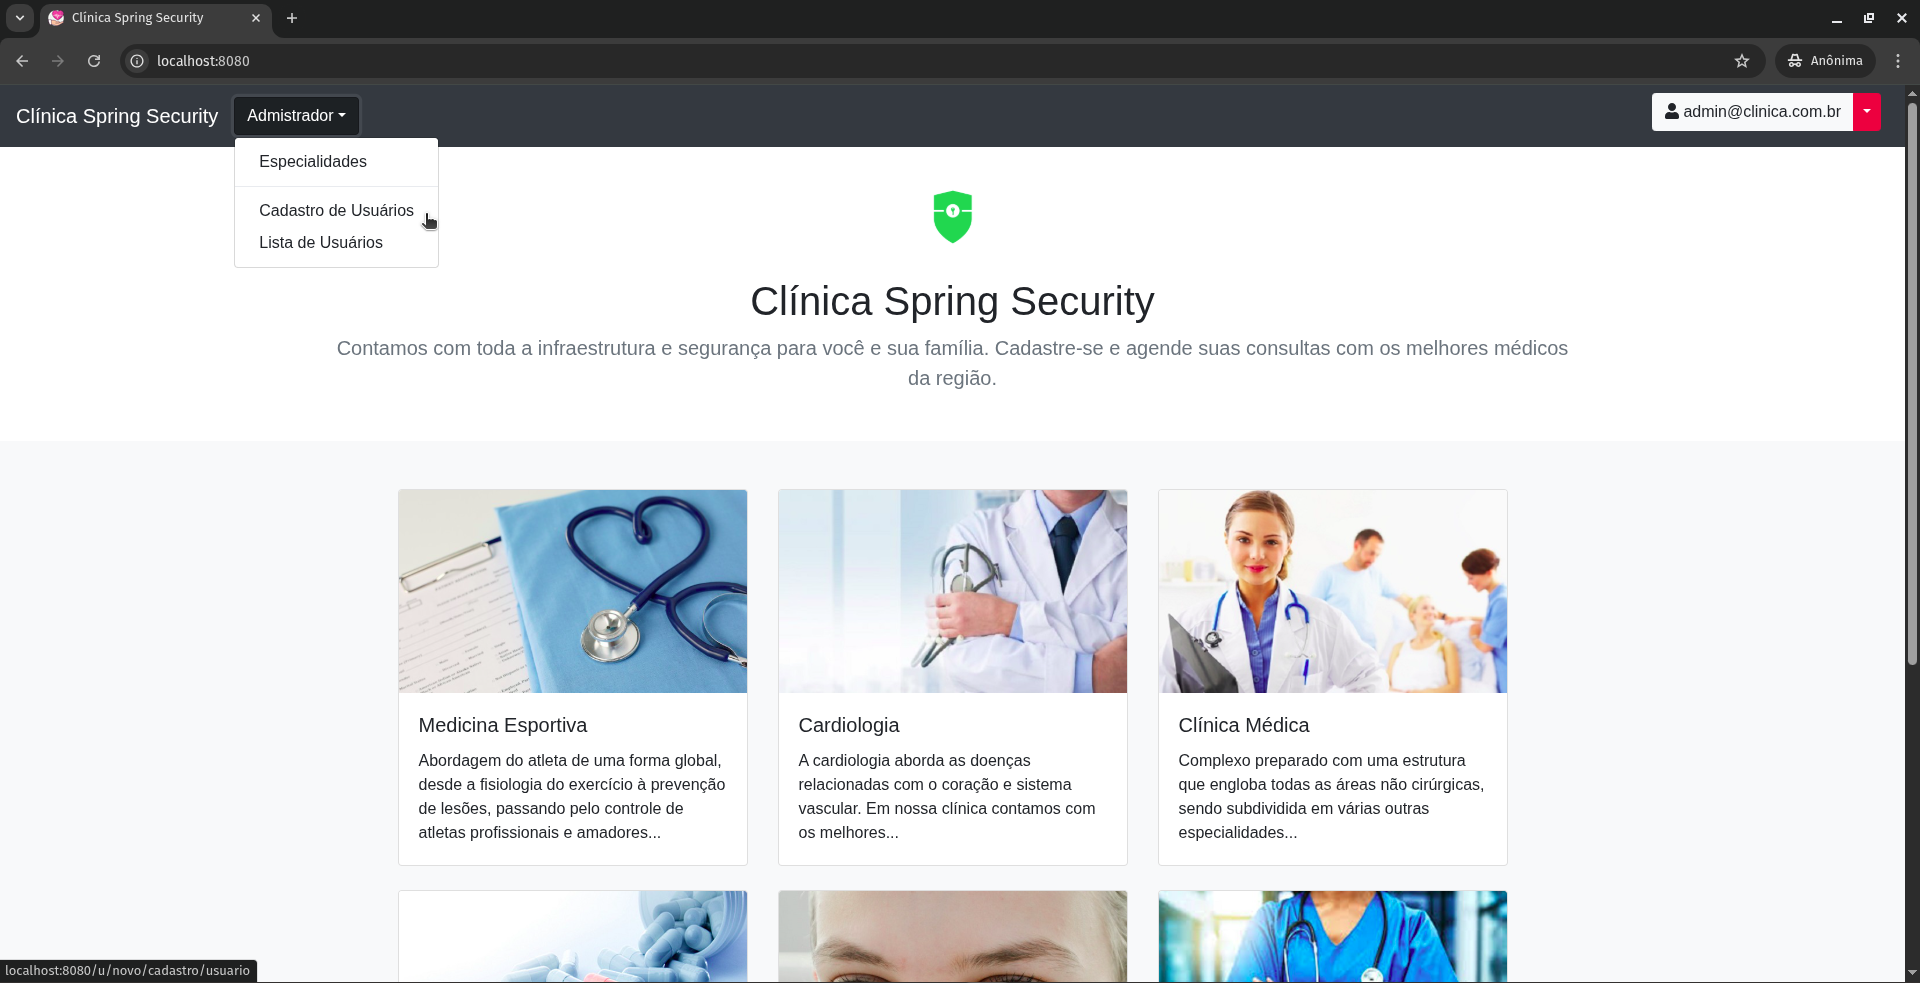 Clínica Spring Security
localhost:8080
Anônima
Clínica Spring Security
Admistrador
admin@clinica.com.br
Especialidades
Cadastro de Usuários
Lista de Usuários
Clínica Spring Security
Contamos com toda a infraestrutura e segurança para você e sua família. Cadastre-se e agende suas consultas com os melhores médicos
da região.
Medicina Esportiva
Abordagem do atleta de uma forma global,
desde a fisiologia do exercício à prevenção
de lesões, passando pelo controle de
atletas profissionais e amadores...
Cardiologia
A cardiologia aborda as doenças
relacionadas com o coração e sistema
vascular. Em nossa clínica contamos com
os melhores...
Clínica Médica
Complexo preparado com uma estrutura
que engloba todas as áreas não cirúrgicas,
sendo subdividida em várias outras
especialidades...
localhost:8080/u/novo/cadastro/usuario